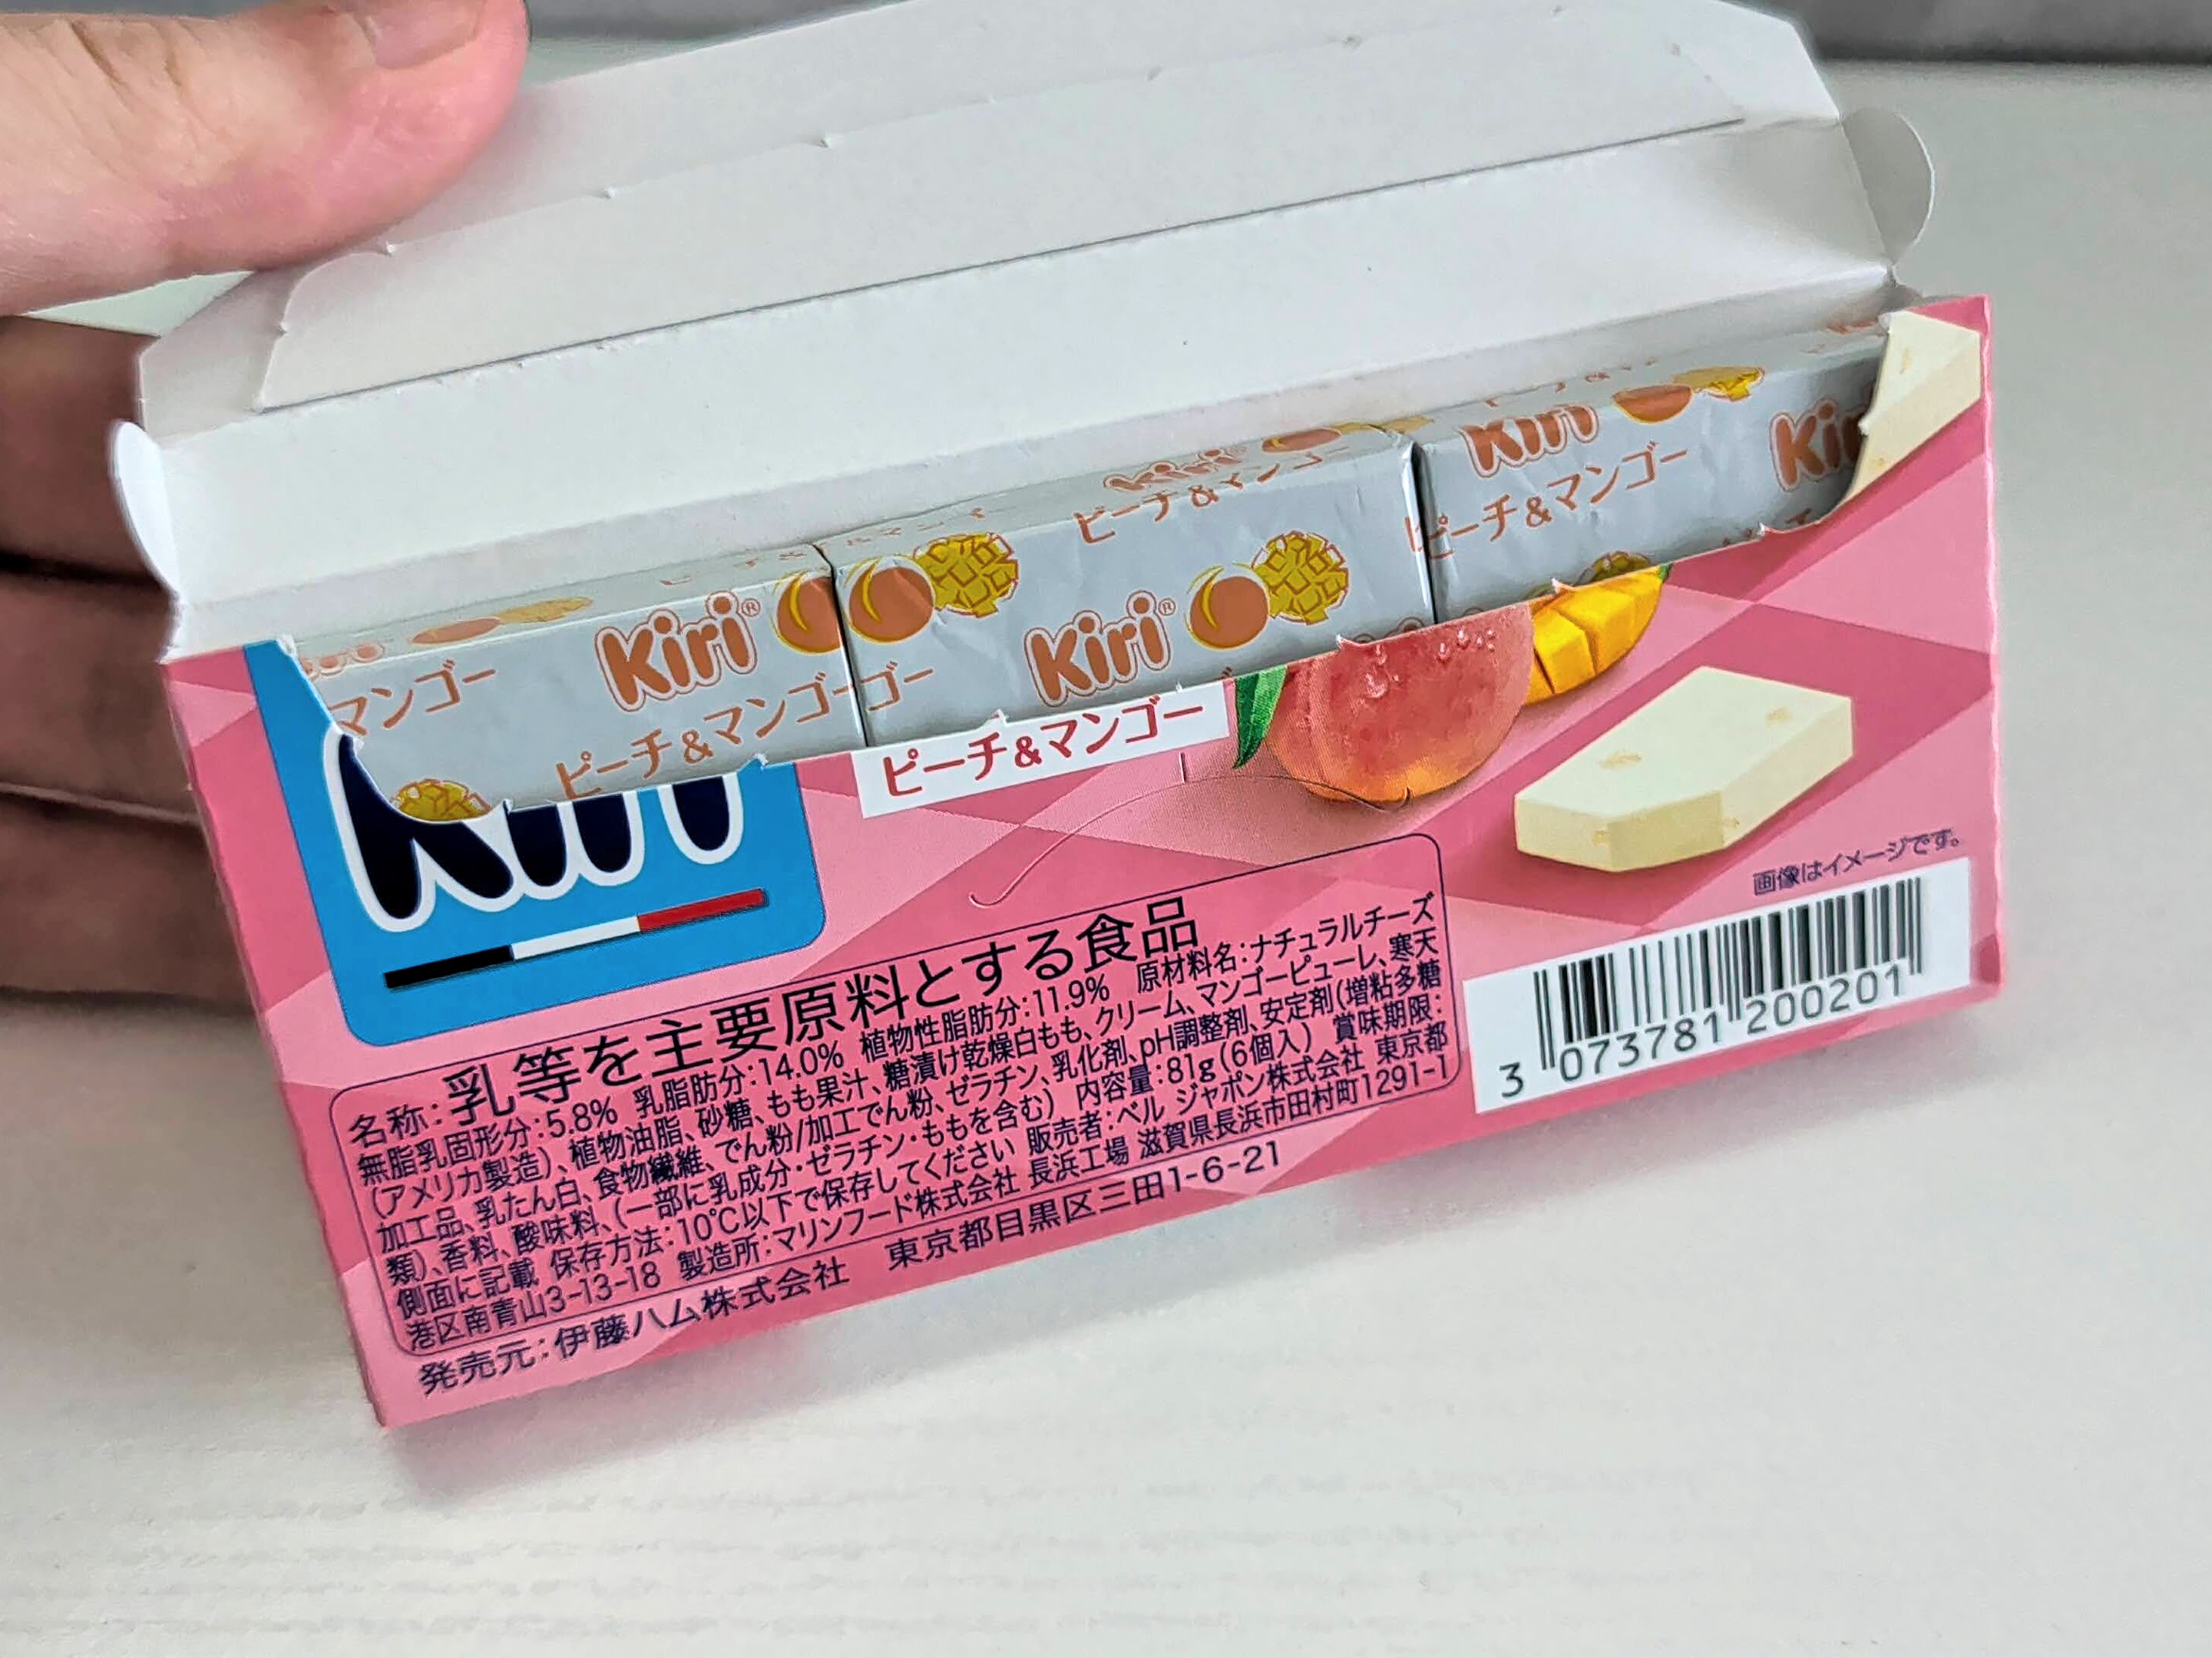 Kiri
ピーチ&マンゴー
Kiri
ピーチ&マンゴー
Ki
マンゴー
Kiri®
ピーチ&マンゴー
ゴー
Kiri®
ピーチ&マンゴー
画像はイメージです。
名称:乳等を主要原料とする食品
無脂乳固形分:5.8% 乳脂肪分:14.0% 植物性脂肪分:11.9% 原材料名:ナチュラルチーズ
(アメリカ製造)、植物油脂、砂糖、もも果汁、糖漬け乾燥白もも、クリーム、マンゴーピューレ、寒天
加工品、乳たん白、食物繊維、でん粉/加工でん粉、ゼラチン、乳化剤、pH調整剤、安定剤(増粘多糖
類)、香料、酸味料、(一部に乳成分・ゼラチン・ももを含む) 内容量:81g(6個入) 賞味期限:
側面に記載 保存方法:10℃以下で保存してください 販売者:ベル ジャポン株式会社 東京都
港区南青山3-13-18 製造所:マリンフード株式会社 長浜工場 滋賀県長浜市田村町1291-1
発売元:伊藤ハム株式会社 東京都目黒区三田1-6-21
3 073781 200201